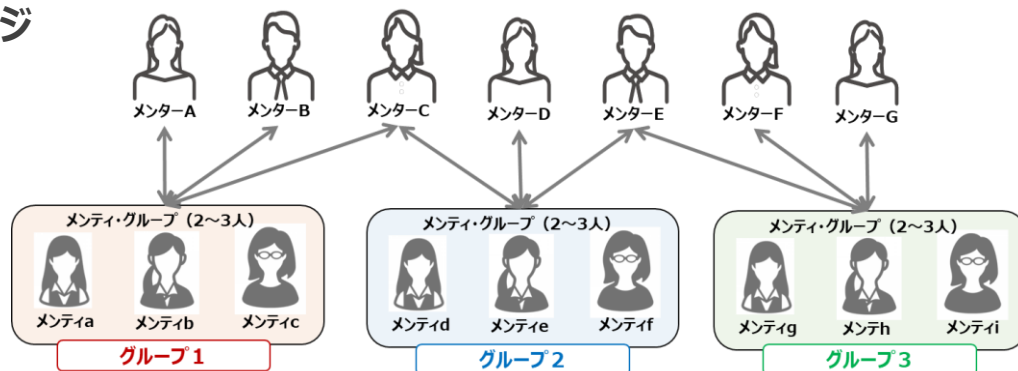 ジ
メンターA
メンターB
メンターC
メンターD
メンターE
メンターF
メンターG
メンティ・グループ（2～3人）
メンティa
メンティb
メンティc
グループ1
メンティ・グループ（2～3人）
メンティd
メンティe
メンティf
グループ2
メンティ・グループ（2～3人）
メンティg
メンテh
メンティi
グループ3